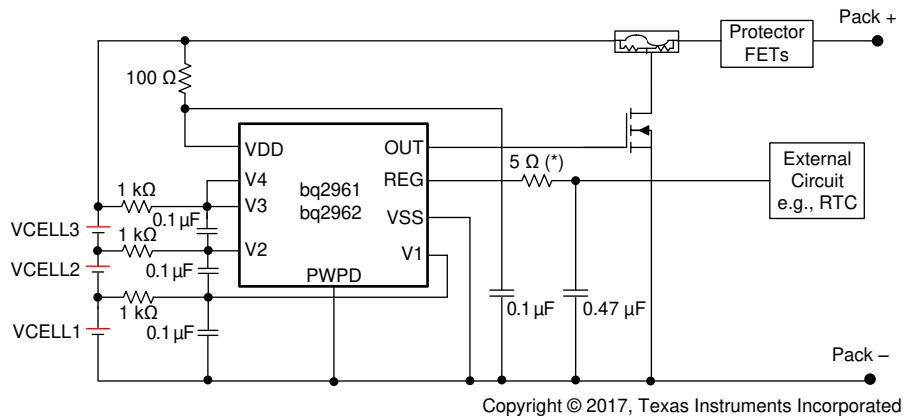 Pack +
Protector
FETs
100 Ω
VDD
OUT
5 Ω (*)
External
Circuit
e.g., RTC
1 kΩ
V4
bq2961
REG
0.1 µF
V3
bq2962
VCELL3
1 kΩ
VSS
V2
V1
VCELL2
0.1 µF
PWPD
1 kΩ
0.1 µF
0.1 µF
0.47 µF
VCELL1
Pack –
Copyright © 2017, Texas Instruments Incorporated